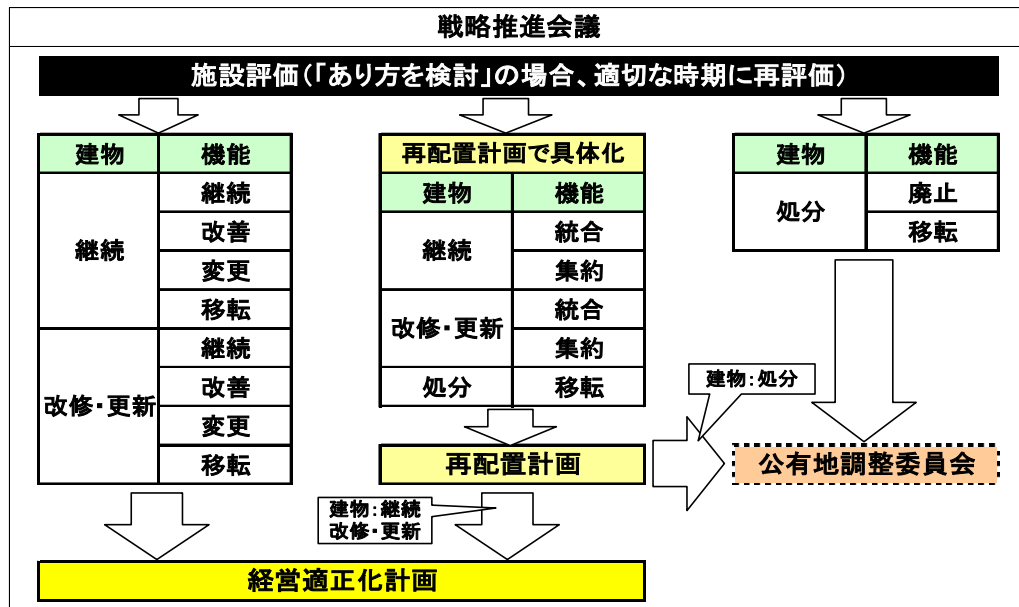 戦略推進会議
施設評価(「あり方を検討」の場合、適切な時期に再評価)
建物 機能
継続
継続
改善
変更
移転
改修・更新
継続
改善
変更
移転
再配置計画で具体化
建物 機能
継続
統合
集約
改修・更新
統合
集約
処分 移転
再配置計画
建物 機能
処分
廃止
移転
建物:処分
公有地調整委員会
建物:継続
改修・更新
経営適正化計画